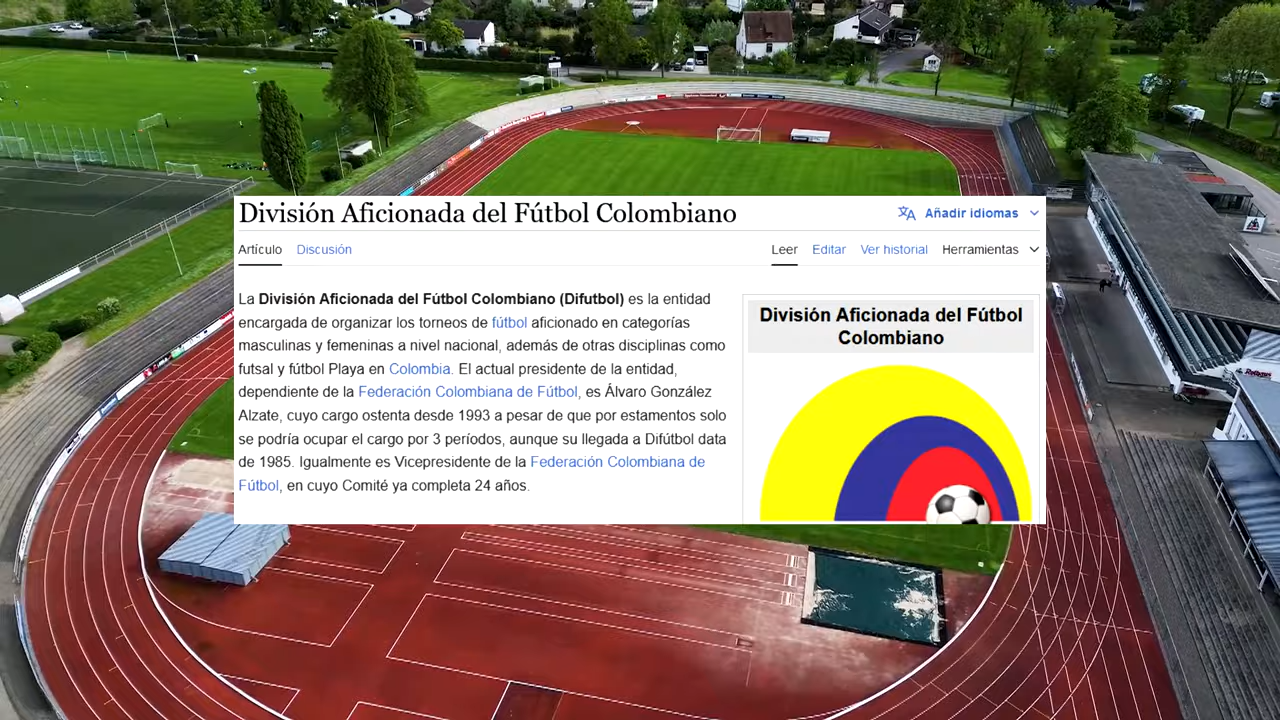 División Aficionada del Fútbol Colombiano
Añadir idiomas
Artículo Discusión Leer Editar Ver historial Herramientas
La División Aficionada del Fútbol Colombiano (Difutbol) es la entidad
encargada de organizar los torneos de fútbol aficionado en categorías
masculinas y femeninas a nivel nacional, además de otras disciplinas como
futsal y fútbol Playa en Colombia. El actual presidente de la entidad,
dependiente de la Federación Colombiana de Fútbol, es Álvaro González
Alzate, cuyo cargo ostenta desde 1993 a pesar de que por estamentos solo
se podría ocupar el cargo por 3 períodos, aunque su llegada a Difútbol data
de 1985. Igualmente es Vicepresidente de la Federación Colombiana de
Fútbol, en cuyo Comité ya completa 24 años.
División Aficionada del Fútbol
Colombiano